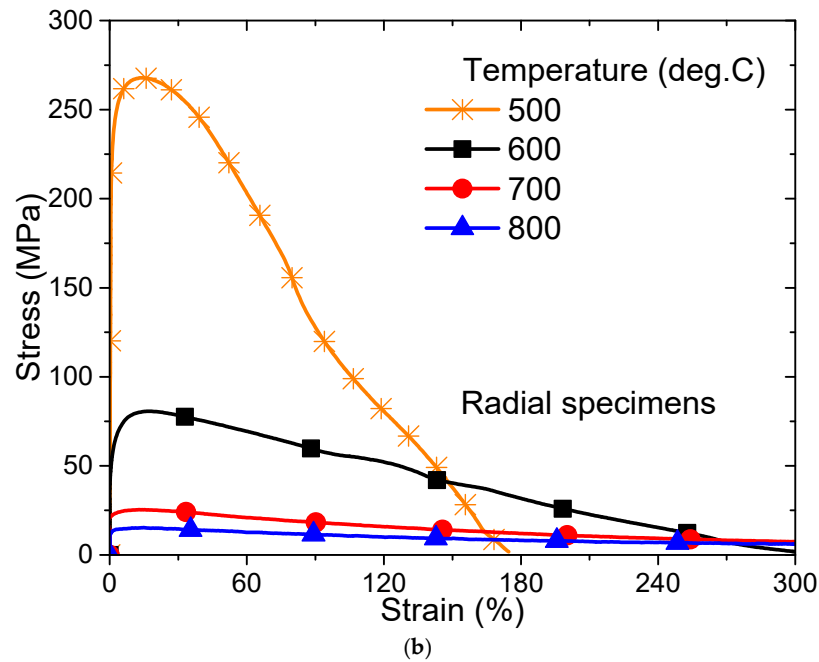 300
250
200
150
100
50
0
Stress (MPa)
Temperature (deg.C)
500
600
700
800
Radial specimens
0 60 120 180 240 300
Strain (%)
(b)